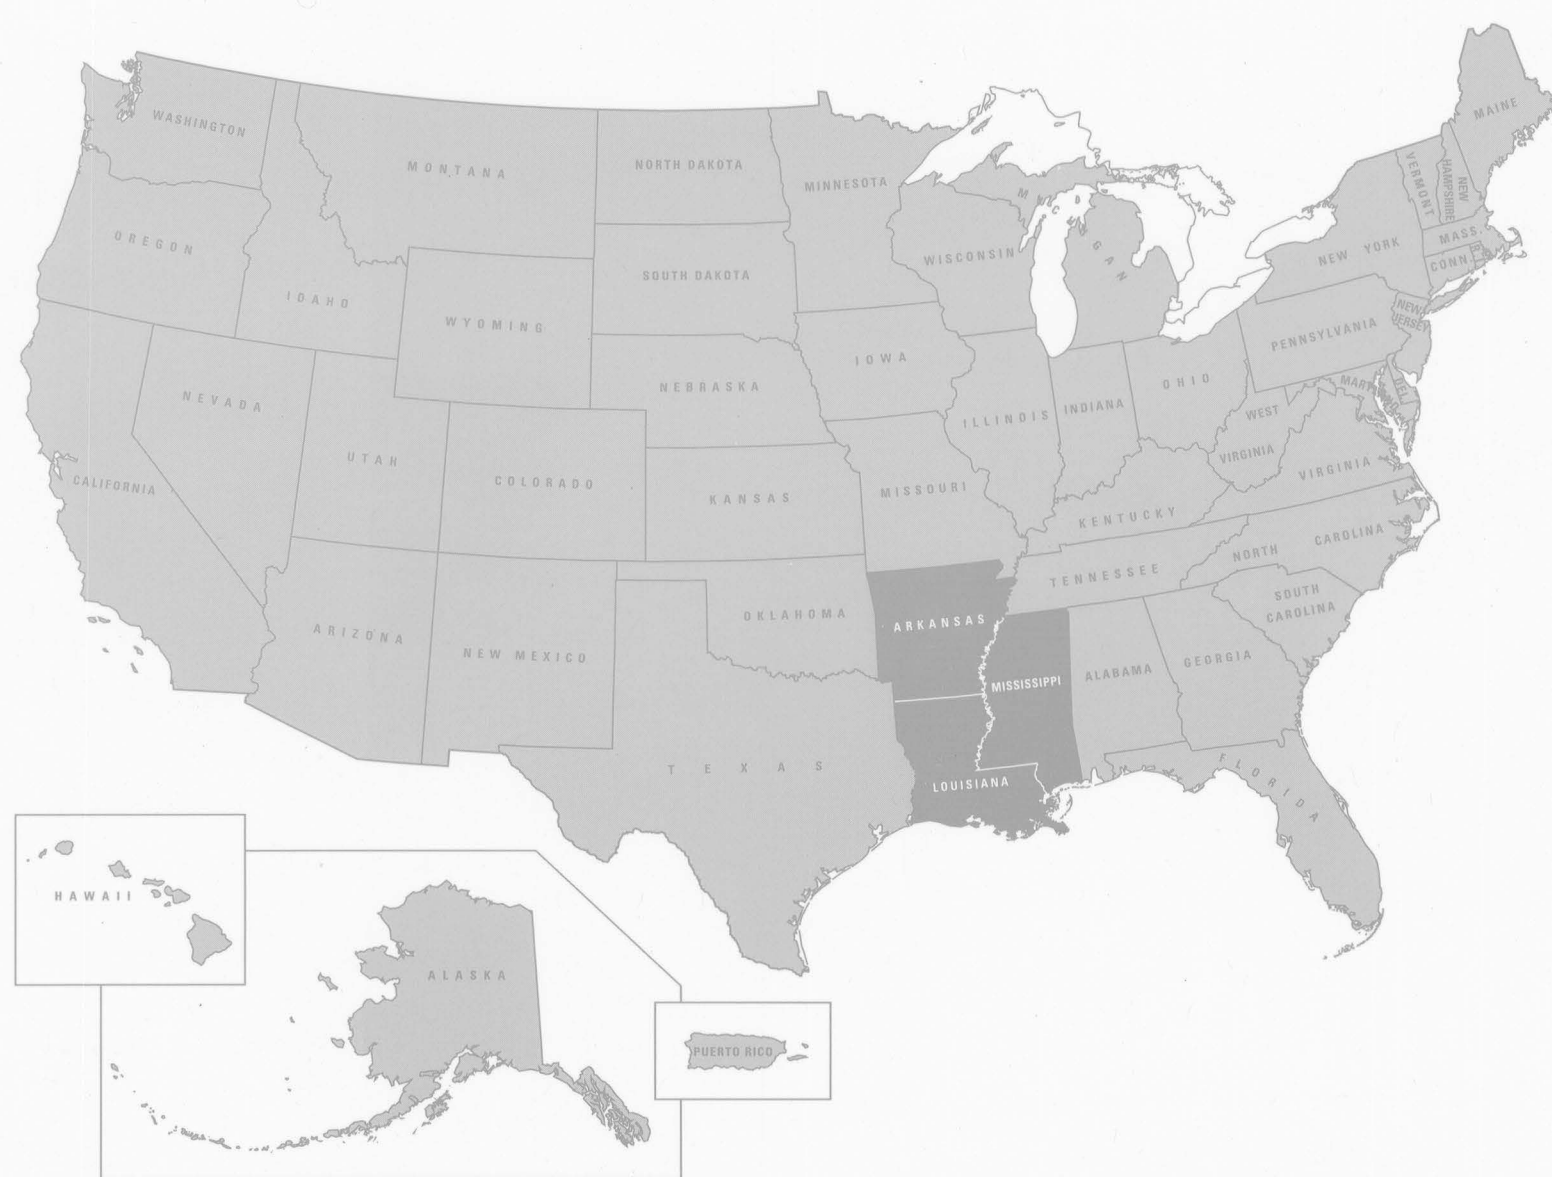 WASHINGTON
MONTANA
NORTH DAKOTA
MINNESOTA
MAINE
VERMONT
NEW
HAMPSHIRE
OREGON
IDAHO
WYOMING
SOUTH DAKOTA
WISCONSIN
MICHIGAN
NEW YORK
MASS.
CONN.
R.I.
NEVADA
NEBRASKA
IOWA
PENNSYLVANIA
NEW
JERSEY
CALIFORNIA
UTAH
COLORADO
KANSAS
MISSOURI
ILLINOIS
INDIANA
OHIO
WEST
VIRGINIA
MARYLAND
DEL.
VIRGINIA
KENTUCKY
ARIZONA
NEW MEXICO
OKLAHOMA
ARKANSAS
TENNESSEE
NORTH CAROLINA
SOUTH
CAROLINA
TEXAS
LOUISIANA
MISSISSIPPI
ALABAMA
GEORGIA
FLORIDA
HAWAII
ALASKA
PUERTO RICO